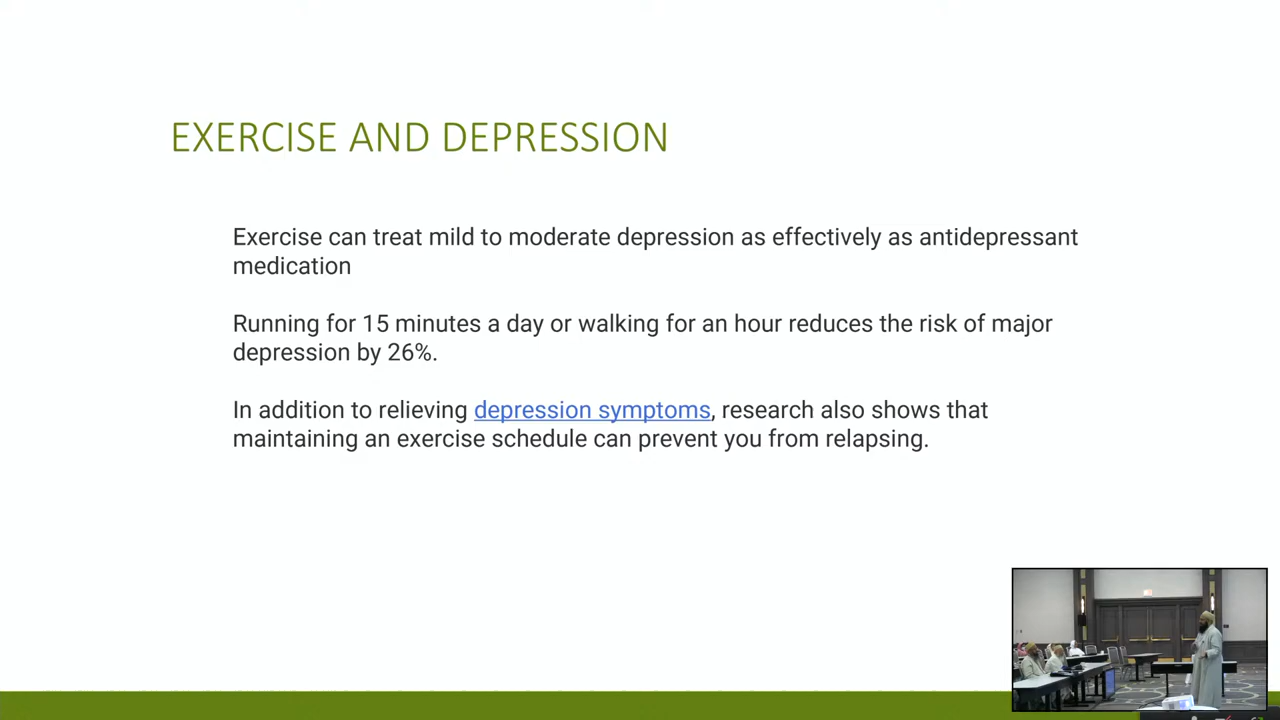 EXERCISE AND DEPRESSION
Exercise can treat mild to moderate depression as effectively as antidepressant
medication
Running for 15 minutes a day or walking for an hour reduces the risk of major
depression by 26%.
In addition to relieving depression symptoms, research also shows that
maintaining an exercise schedule can prevent you from relapsing.